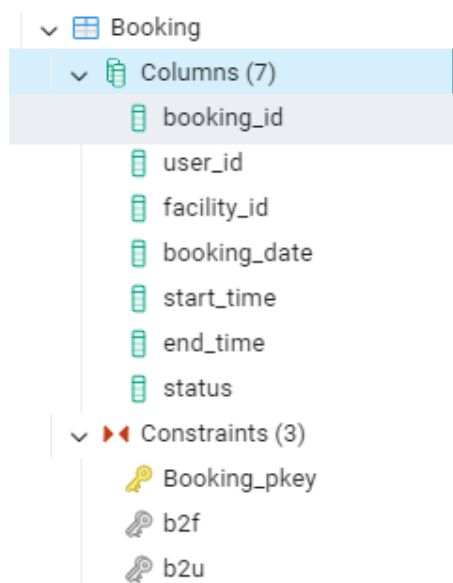 Booking
Columns (7)
booking_id
user_id
facility_id
booking_date
start_time
end_time
status
Constraints (3)
Booking_pkey
b2f
b2u